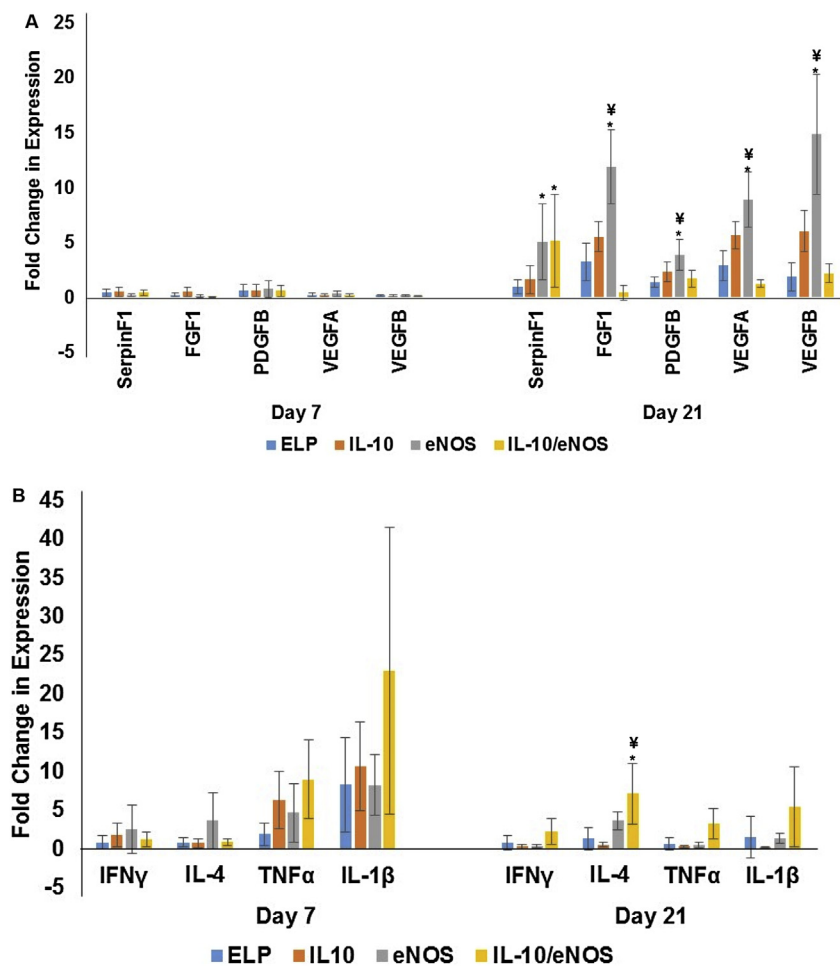 A
Fold Change in Expression
25
20
15
10
5
0
-5
* * ¥ * ¥ * ¥ * ¥ *
SerpinF1 FGF1 PDGFB VEGFA VEGFB SerpinF1 FGF1 PDGFB VEGFA VEGFB
Day 7 Day 21
ELP IL-10 eNOS IL-10/eNOS
B
Fold Change in Expression
45
40
35
30
25
20
15
10
5
0
-5
¥
*
IFNγ IL-4 TNFα IL-1β IFNγ IL-4 TNFα IL-1β
Day 7 Day 21
ELP IL10 eNOS IL-10/eNOS